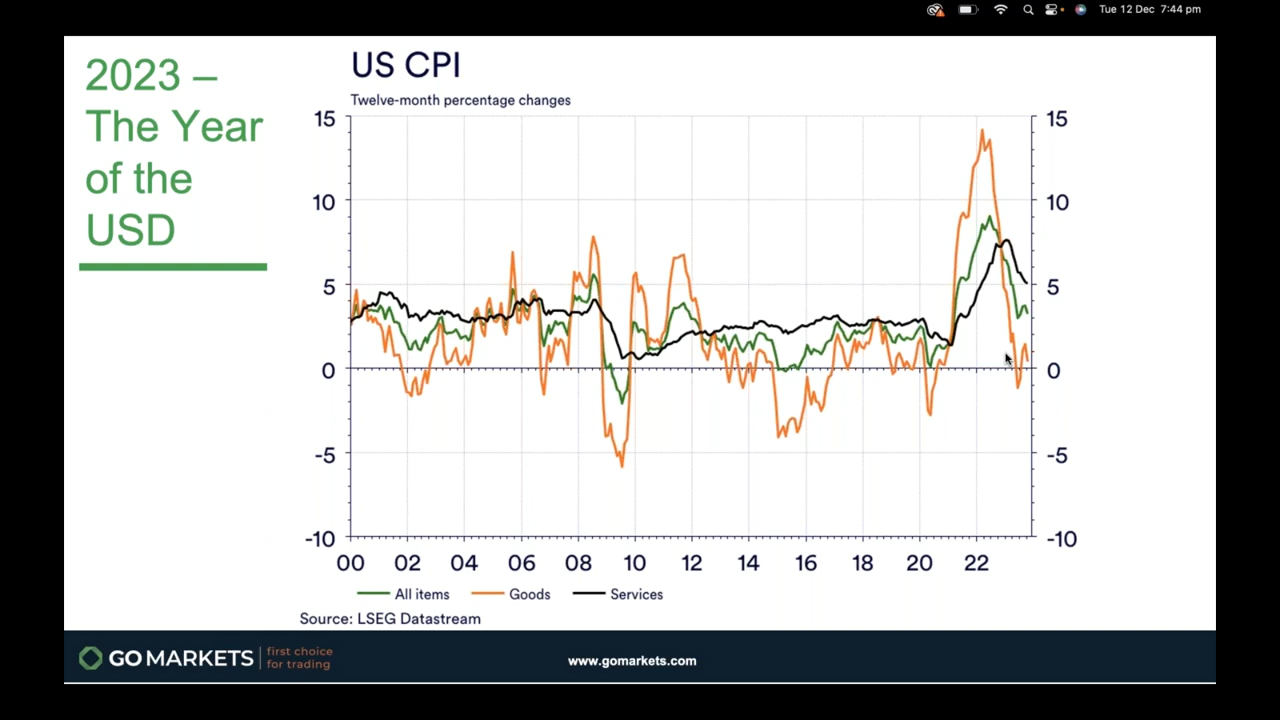 Tue 12 Dec 7:44 pm
2023 –
The Year
of the
USD
US CPI
Twelve-month percentage changes
15
10
5
0
-5
-10
15
10
5
0
-5
-10
00 02 04 06 08 10 12 14 16 18 20 22
All items Goods Services
Source: LSEG Datastream
GO MARKETS
first choice
for trading
www.gomarkets.com